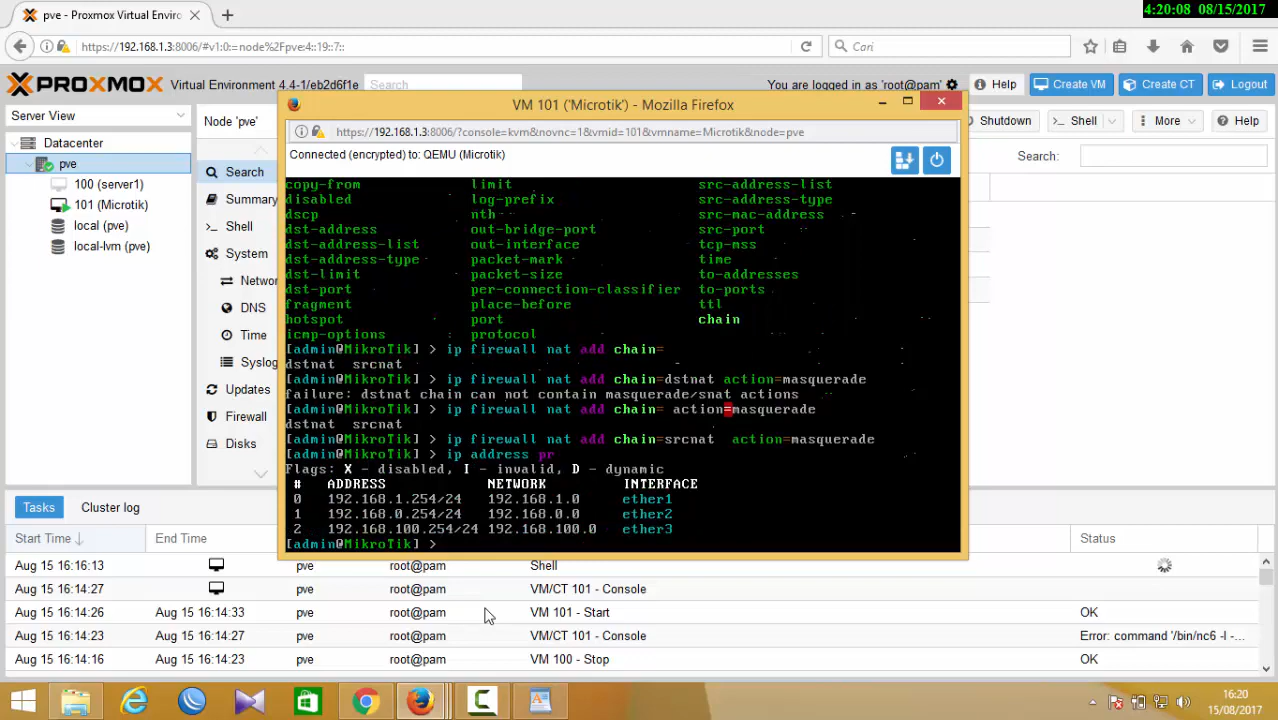 4:20:08 08/15/2017
pve - Proxmox Virtual Enviro
https://192.168.1.3:8006/#v1:0:=node%2Fpve:4::19::7::
Cari
PROXMOX Virtual Environment 4.4-1/eb2d6f1e
Search
You are logged in as 'root@pam'
Help
Create VM
Create CT
Logout
Server View
Node 'pve'
Shutdown
Shell
More
Help
Datacenter
pve
100 (server1)
101 (Microtik)
local (pve)
local-lvm (pve)
Search
Summary
Shell
System
Networ
DNS
Time
Syslog
Updates
Firewall
Disks
Search:
VM 101 ('Microtik') - Mozilla Firefox
https://192.168.1.3:8006/?console=kvm&novnc=1&vmid=101&vmname=Microtik&node=pve
Connected (encrypted) to: QEMU (Microtik)
copy-from limit src-address-list
disabled log-prefix src-address-type
dscp nth src-mac-address
dst-address out-bridge-port src-port
dst-address-list out-interface tcp-mss
dst-address-type packet-mark time
dst-limit packet-size to-addresses
dst-port per-connection-classifier to-ports
fragment place-before ttl
hotspot port chain
icmp-options protocol
[admin@MikroTik] > ip firewall nat add chain=
dstnat srcnat
[admin@MikroTik] > ip firewall nat add chain=dstnat action=masquerade
failure: dstnat chain can not contain masquerade/snat actions
[admin@MikroTik] > ip firewall nat add chain= action=masquerade
dstnat srcnat
[admin@MikroTik] > ip firewall nat add chain=srcnat action=masquerade
[admin@MikroTik] > ip address pr
Flags: X - disabled, I - invalid, D - dynamic
# ADDRESS NETWORK INTERFACE
0 192.168.1.254/24 192.168.1.0 ether1
1 192.168.0.254/24 192.168.0.0 ether2
2 192.168.100.254/24 192.168.100.0 ether3
[admin@MikroTik] >
Tasks Cluster log
Start Time End Time Status
Aug 15 16:16:13 pve root@pam Shell
Aug 15 16:14:27 pve root@pam VM/CT 101 - Console
Aug 15 16:14:26 Aug 15 16:14:33 pve root@pam VM 101 - Start OK
Aug 15 16:14:23 Aug 15 16:14:27 pve root@pam VM/CT 101 - Console Error: command '/bin/nc6 -l -...
Aug 15 16:14:16 Aug 15 16:14:23 pve root@pam VM 100 - Stop OK
16:20
15/08/2017